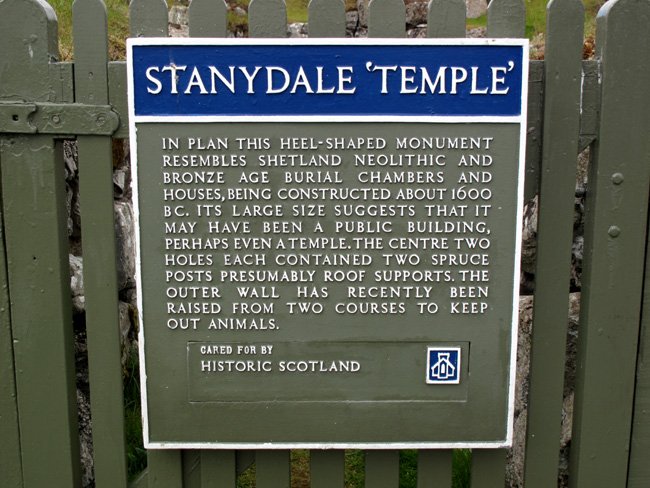 STANYDALE 'TEMPLE'
IN PLAN THIS HEEL-SHAPED MONUMENT
RESEMBLES SHETLAND NEOLITHIC AND
BRONZE AGE BURIAL CHAMBERS AND
HOUSES, BEING CONSTRUCTED ABOUT 1600
BC. ITS LARGE SIZE SUGGESTS THAT IT
MAY HAVE BEEN A PUBLIC BUILDING,
PERHAPS EVEN A TEMPLE. THE CENTRE TWO
HOLES EACH CONTAINED TWO SPRUCE
POSTS PRESUMABLY ROOF SUPPORTS. THE
OUTER WALL HAS RECENTLY BEEN
RAISED FROM TWO COURSES TO KEEP
OUT ANIMALS.
CARED FOR BY
HISTORIC SCOTLAND